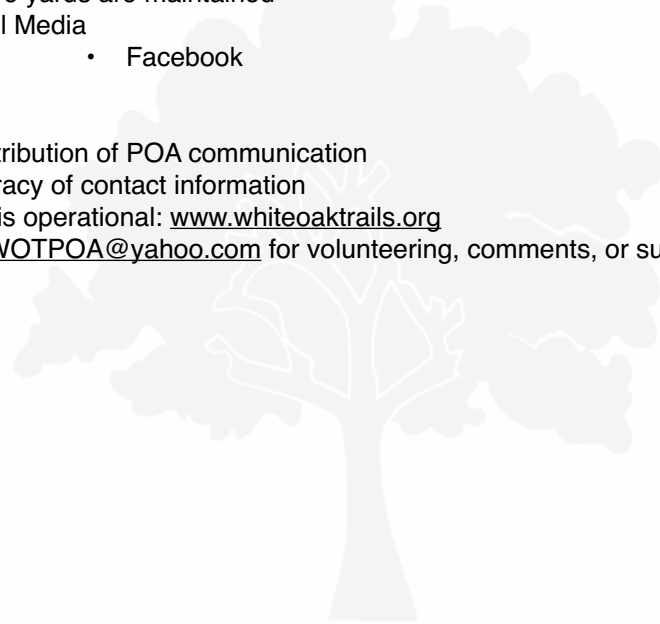 yards are maintained
l Media
• Facebook
tribution of POA communication
racy of contact information
is operational: www.whiteoaktrails.org
WOTPOA@yahoo.com for volunteering, comments, or su